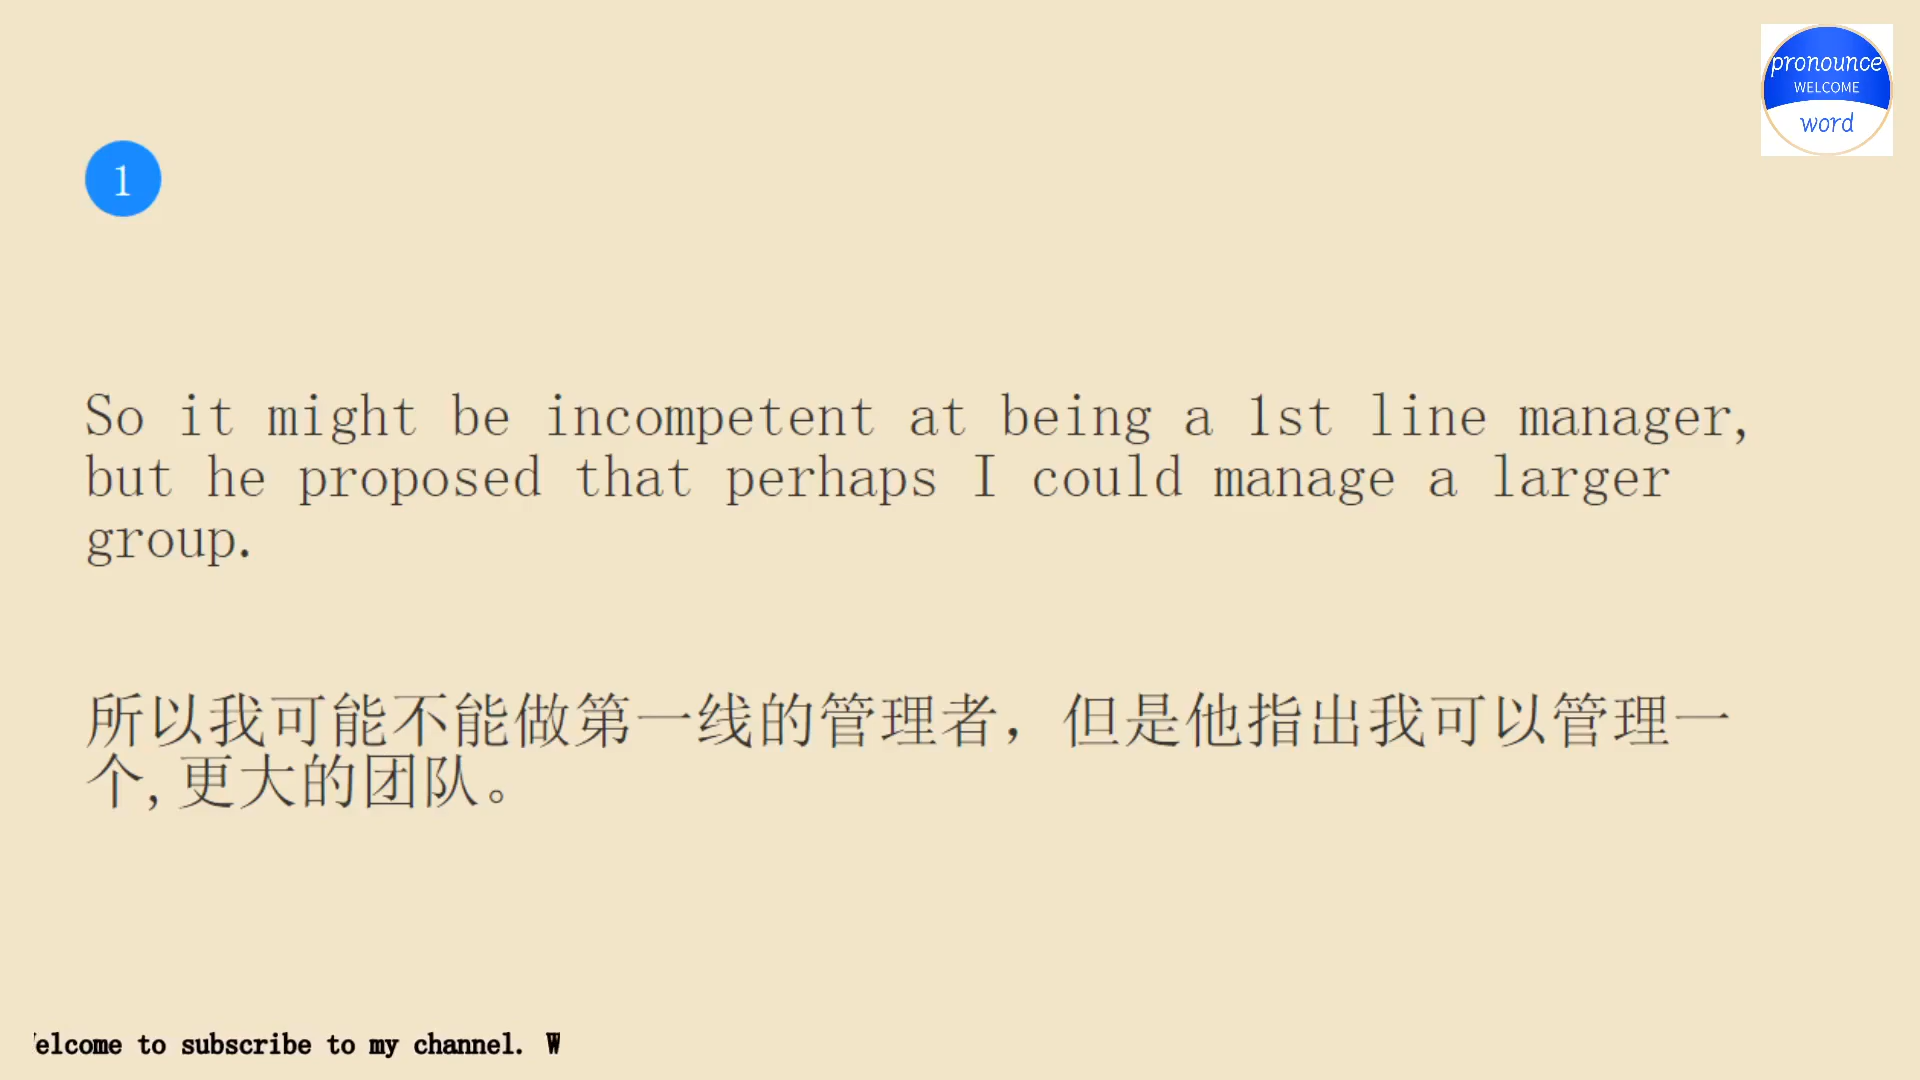 pronounce
WELCOME
word
1
So it might be incompetent at being a 1st line manager,
but he proposed that perhaps I could manage a larger
group.
所以我可能不能做第一线的管理者，但是他指出我可以管理一
个,更大的团队。
elcome to subscribe to my channel. W